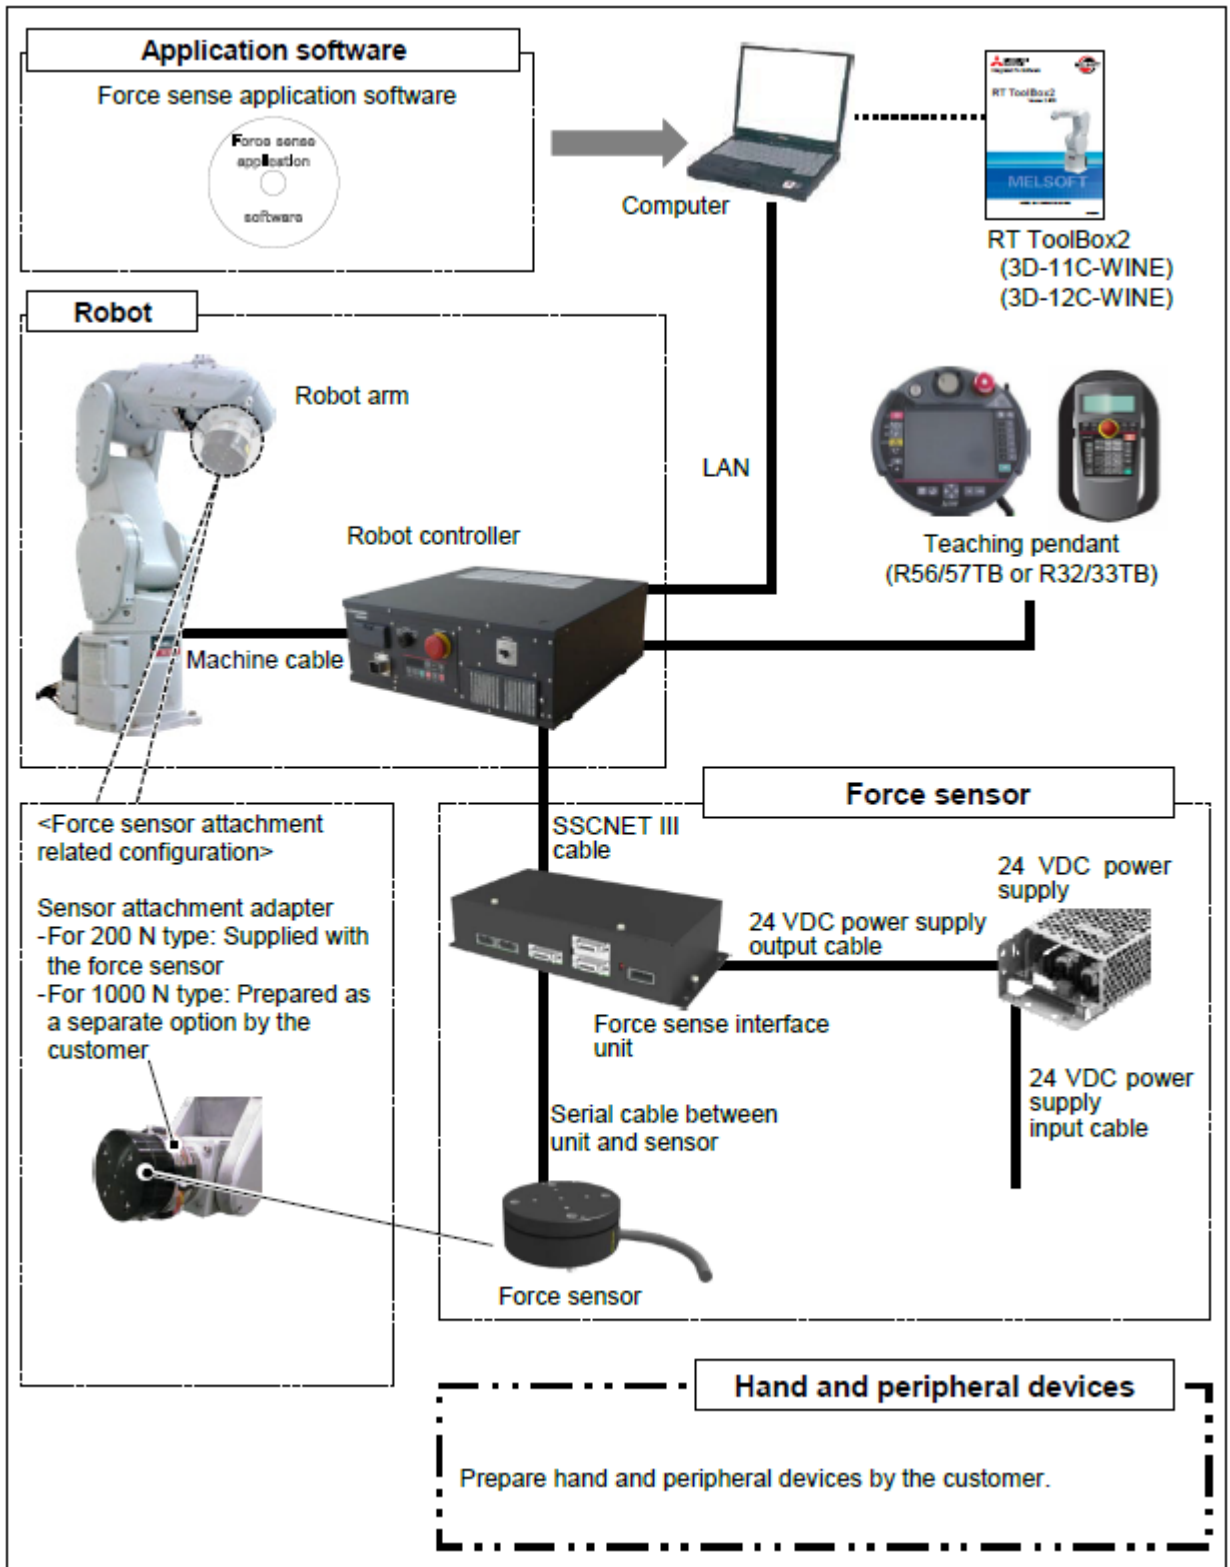 Application software
Force sense application software
Force sense
application
software
Computer
RT ToolBox2
MELSOFT
RT ToolBox2
(3D-11C-WINE)
(3D-12C-WINE)
Robot
Robot arm
LAN
Robot controller
Machine cable
Teaching pendant
(R56/57TB or R32/33TB)
<Force sensor attachment
related configuration>
Sensor attachment adapter
-For 200 N type: Supplied with
the force sensor
-For 1000 N type: Prepared as
a separate option by the
customer
Force sensor
SSCNET III
cable
24 VDC power
supply
24 VDC power supply
output cable
Force sense interface
unit
24 VDC power
supply
input cable
Serial cable between
unit and sensor
Force sensor
Hand and peripheral devices
Prepare hand and peripheral devices by the customer.